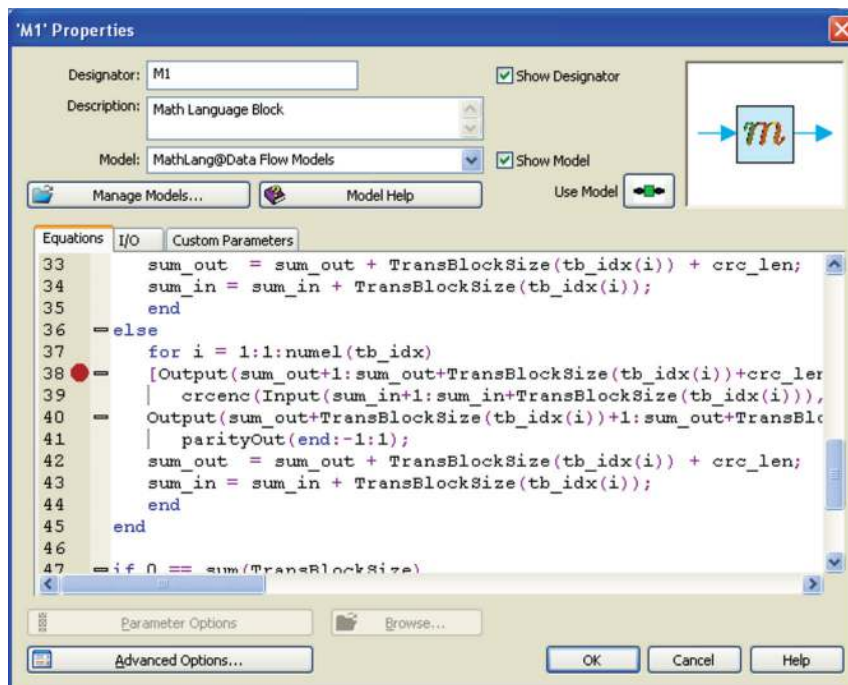 'M1' Properties
Designator: M1
Show Designator
Description: Math Language Block
Model: MathLang@Data Flow Models
Show Model
Manage Models...
Model Help
Use Model
m
Equations I/O Custom Parameters
33 sum_out = sum_out + TransBlockSize(tb_idx(i)) + crc_len;
34 sum_in = sum_in + TransBlockSize(tb_idx(i));
35 end
36 else
37 for i = 1:1:numel(tb_idx)
38 [Output(sum_out+1:sum_out+TransBlockSize(tb_idx(i))+crc_len
39 crcenc(Input(sum_in+1:sum_in+TransBlockSize(tb_idx(i))),
40 Output(sum_out+TransBlockSize(tb_idx(i))+1:sum_out+TransBlo
41 parityOut(end:-1:1);
42 sum_out = sum_out + TransBlockSize(tb_idx(i)) + crc_len;
43 sum_in = sum_in + TransBlockSize(tb_idx(i));
44 end
45 end
46
47 if 0 == sum(TransBlockSize)
Parameter Options
Browse...
Advanced Options...
OK
Cancel
Help